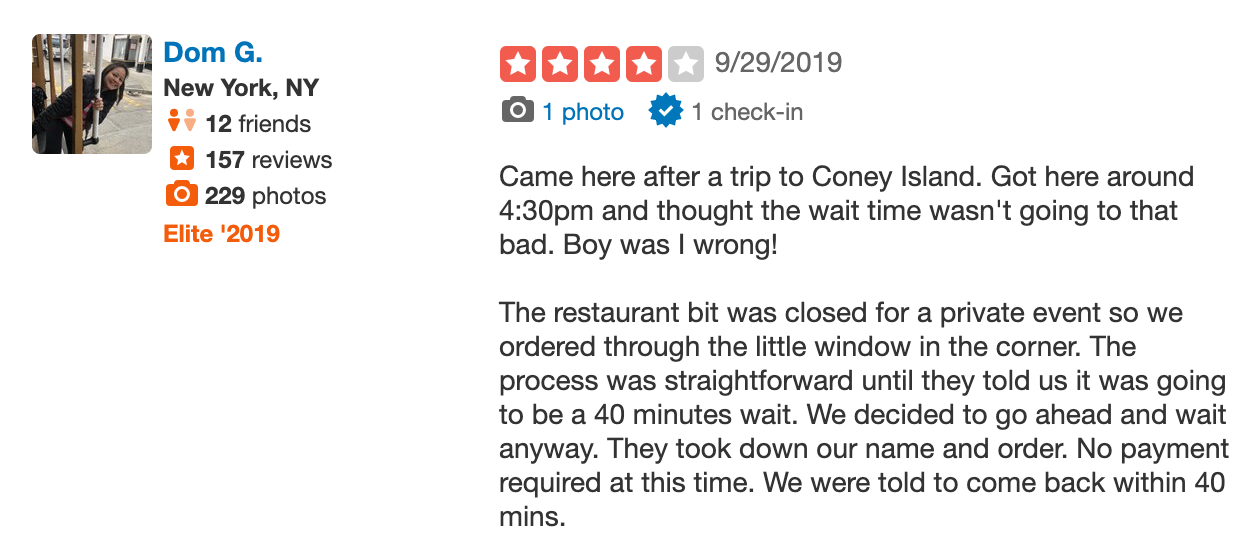 Dom G.
New York, NY
12 friends
157 reviews
229 photos
Elite '2019
9/29/2019
1 photo 1 check-in
Came here after a trip to Coney Island. Got here around
4:30pm and thought the wait time wasn't going to that
bad. Boy was I wrong!
The restaurant bit was closed for a private event so we
ordered through the little window in the corner. The
process was straightforward until they told us it was going
to be a 40 minutes wait. We decided to go ahead and wait
anyway. They took down our name and order. No payment
required at this time. We were told to come back within 40
mins.